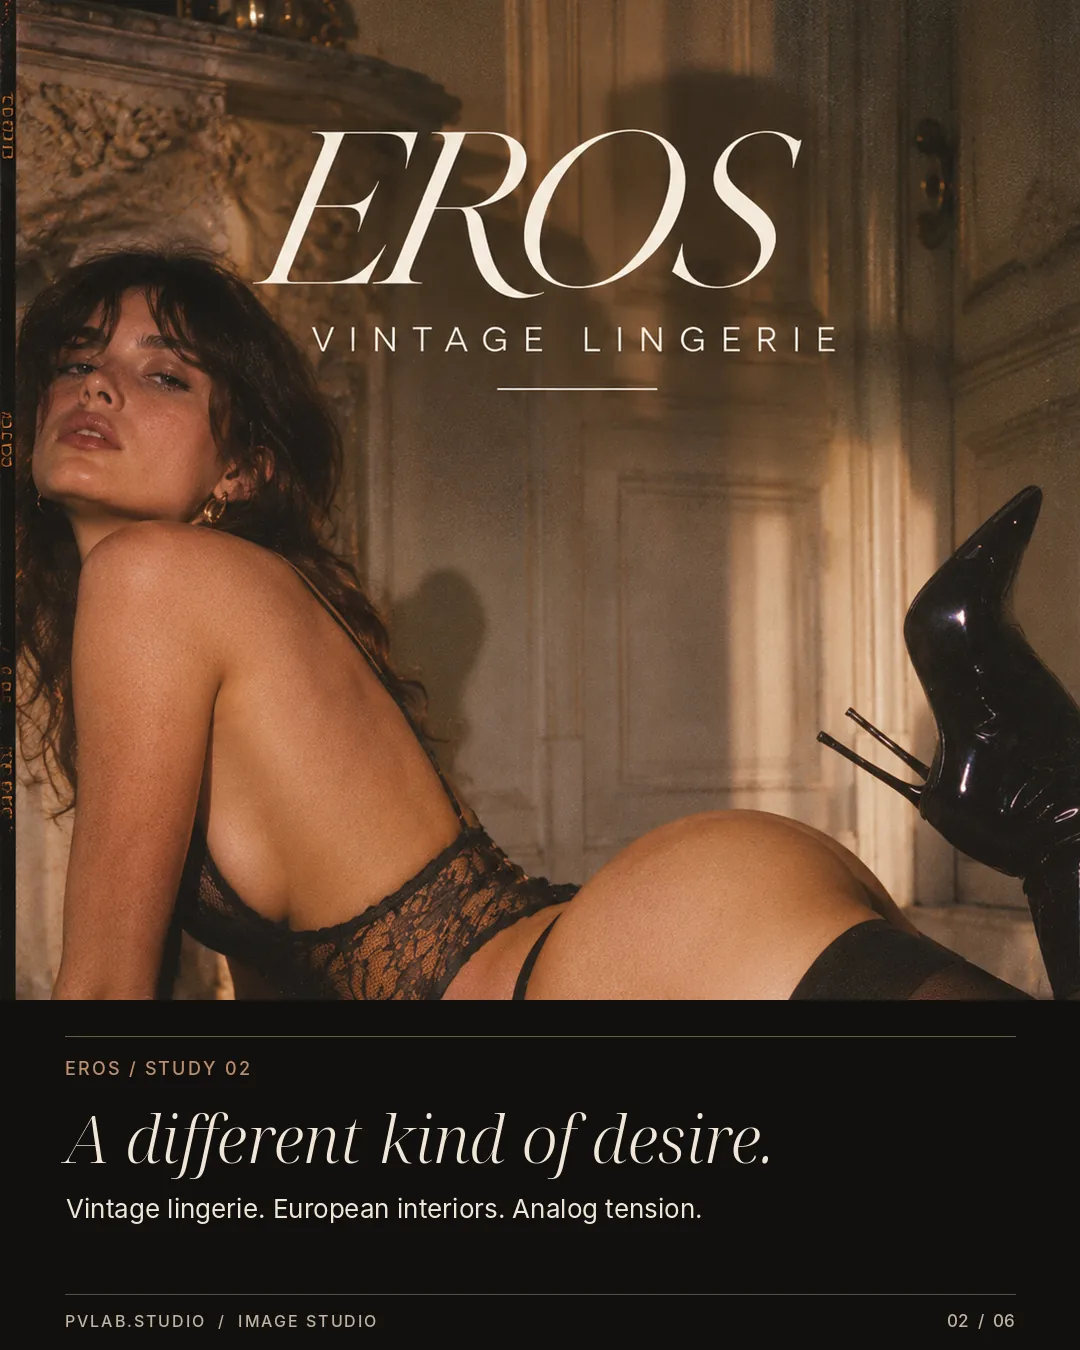 EROS
VINTAGE LINGERIE
EROS / STUDY 02
A different kind of desire.
Vintage lingerie. European interiors. Analog tension.
PVLAB.STUDIO / IMAGE STUDIO
02 / 06